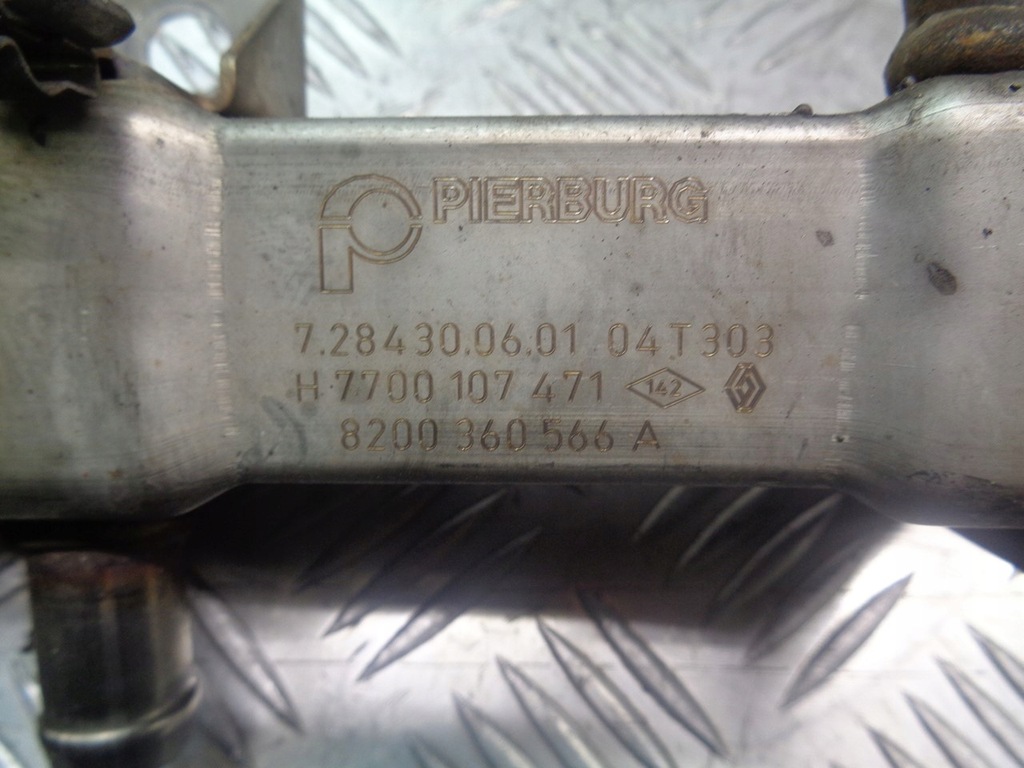 PIERBURG
7.28430.06.01 04T303
H 7700 107 471 142
8200 360 566 A